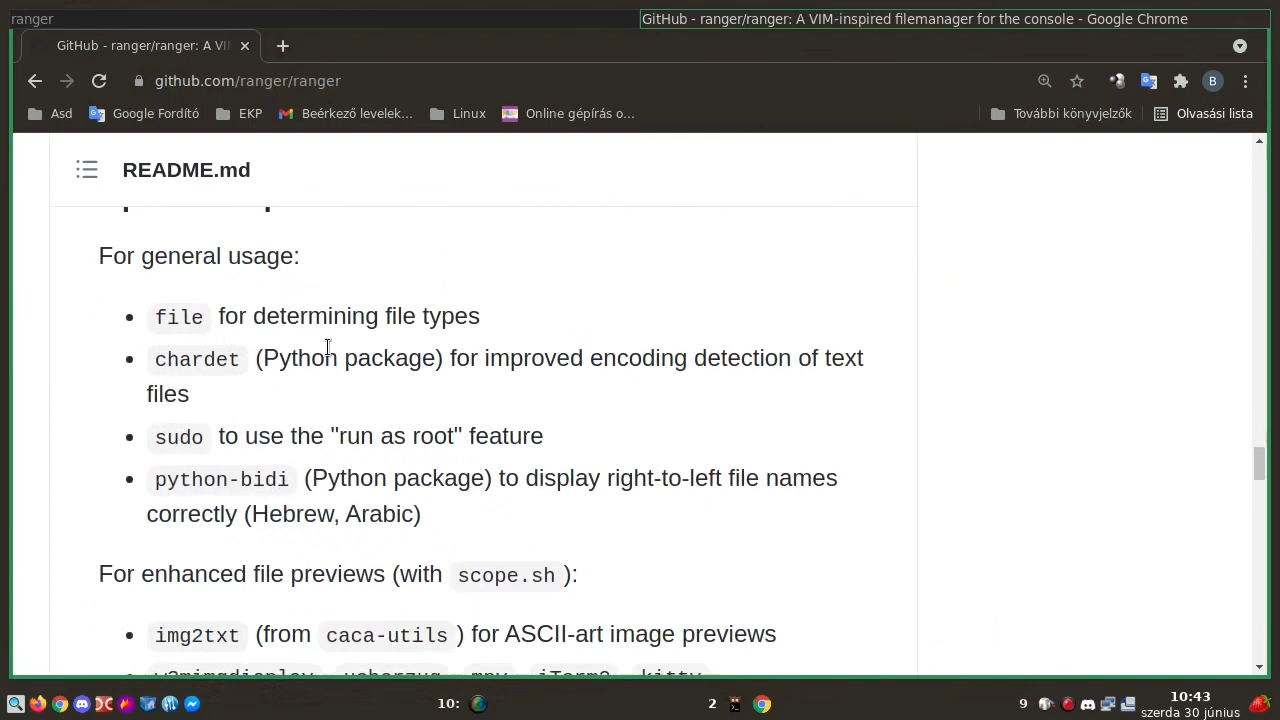 ranger
GitHub - ranger/ranger: A VIM-inspired filemanager for the console - Google Chrome
GitHub - ranger/ranger: A VI
github.com/ranger/ranger
B
Asd
Google Fordító
EKP
Beérkező levelek...
Linux
Online gépírás o...
További könyvjelzők
Olvasási lista
README.md
For general usage:
• file for determining file types
• chardet (Python package) for improved encoding detection of text
files
• sudo to use the "run as root" feature
• python-bidi (Python package) to display right-to-left file names
correctly (Hebrew, Arabic)
For enhanced file previews (with scope.sh):
• img2txt (from caca-utils) for ASCII-art image previews
• w3mimgdisplay, ueberzug, mpv, iTerm2, kitty,
10:
2
9
10:43
szerda 30 június